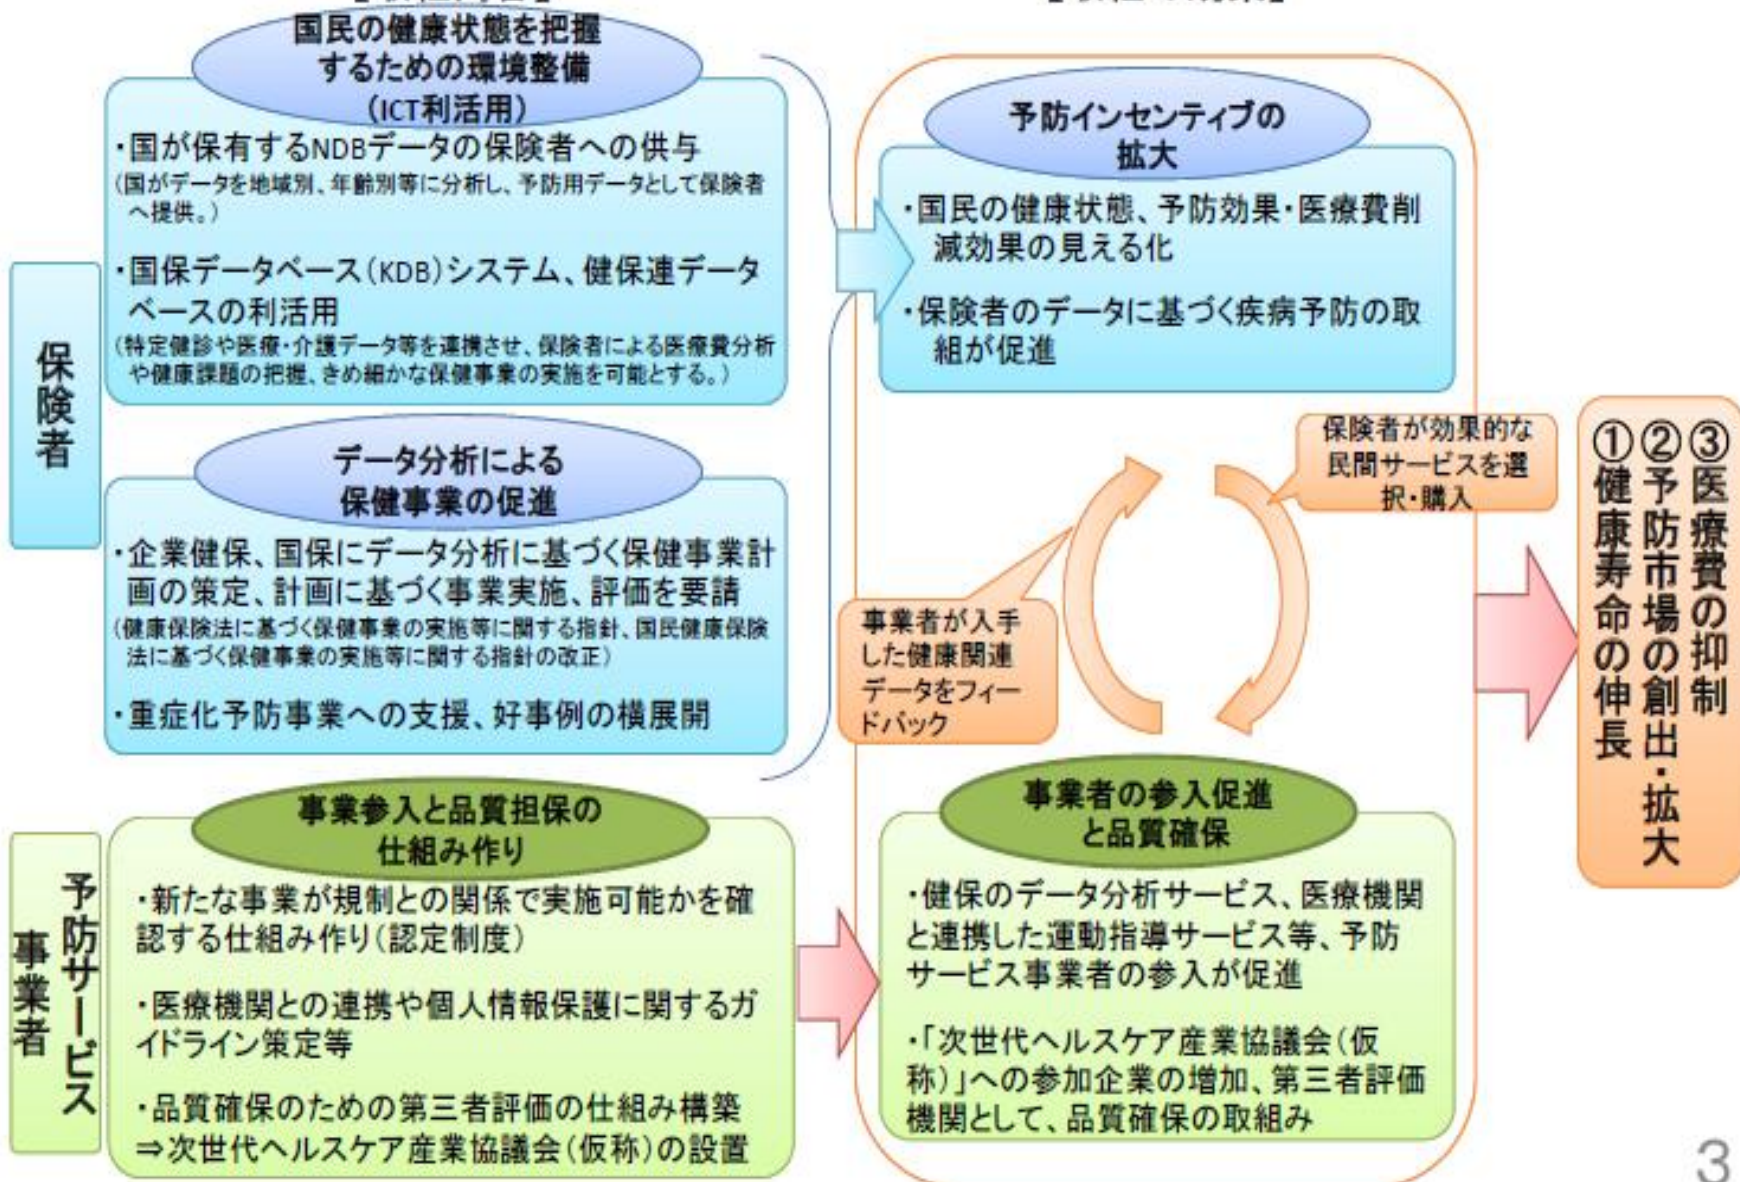 国民の健康状態を把握
するための環境整備
(ICT利活用)
・国が保有するNDBデータの保険者への供与
(国がデータを地域別、年齢別等に分析し、予防用データとして保険者
へ提供。)
・国保データベース(KDB)システム、健保連データ
ベースの利活用
(特定健診や医療・介護データ等を連携させ、保険者による医療費分析
や健康課題の把握、きめ細かな保健事業の実施を可能とする。)
保険者
データ分析による
保健事業の促進
・企業健保、国保にデータ分析に基づく保健事業計
画の策定、計画に基づく事業実施、評価を要請
(健康保険法に基づく保健事業の実施等に関する指針、国民健康保険
法に基づく保健事業の実施等に関する指針の改正)
・重症化予防事業への支援、好事例の横展開
予防サービス
事業者
事業参入と品質担保の
仕組み作り
・新たな事業が規制との関係で実施可能かを確
認する仕組み作り(認定制度)
・医療機関との連携や個人情報保護に関するガ
イドライン策定等
・品質確保のための第三者評価の仕組み構築
⇒次世代ヘルスケア産業協議会(仮称)の設置
予防インセンティブの
拡大
・国民の健康状態、予防効果・医療費削
減効果の見える化
・保険者のデータに基づく疾病予防の取
組が促進
保険者が効果的な
民間サービスを選
択・購入
事業者が入手
した健康関連
データをフィー
ドバック
事業者の参入促進
と品質確保
・健保のデータ分析サービス、医療機関
と連携した運動指導サービス等、予防
サービス事業者の参入が促進
・「次世代ヘルスケア産業協議会(仮
称)」への参加企業の増加、第三者評価
機関として、品質確保の取組み
①健康寿命の伸長
②予防市場の創出・拡大
③医療費の抑制
3